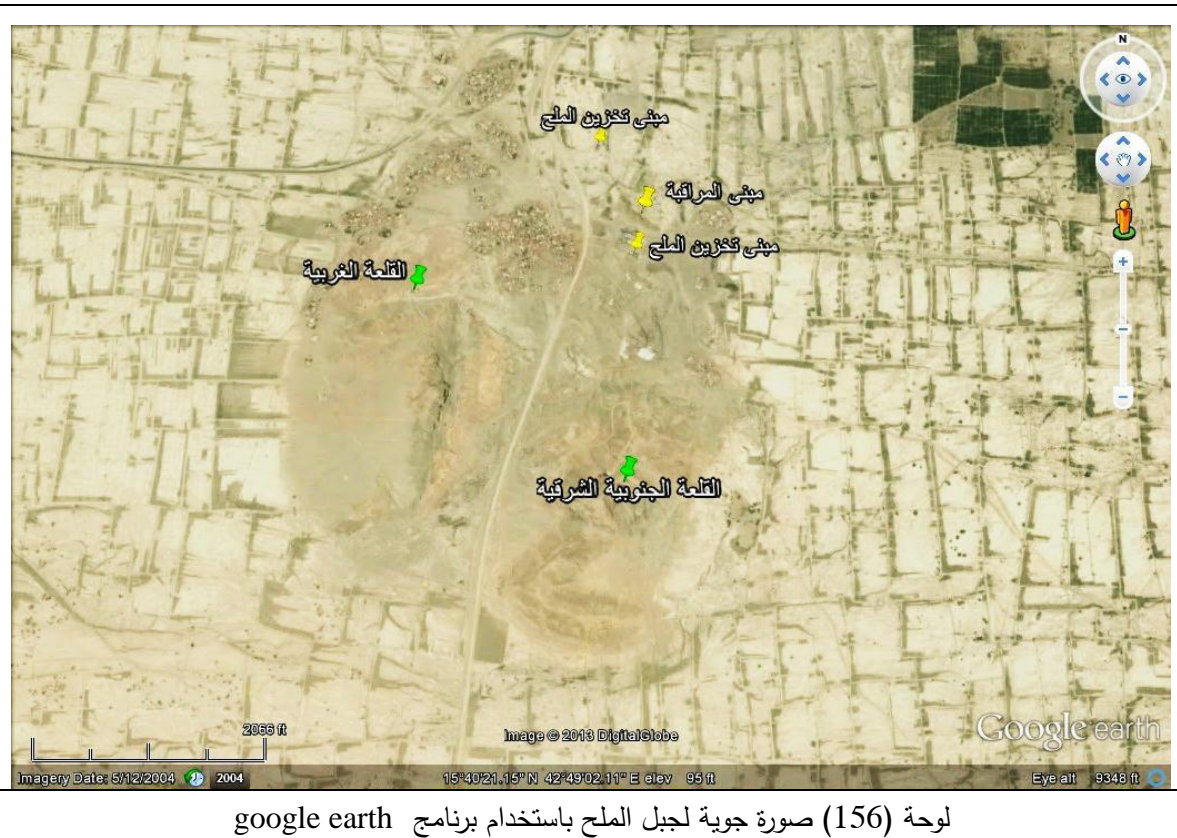 N
مبنى تخزين الملح
مبنى المراقبة
مبنى تخزين الملح
القلعة الغربية
القلعة الجنوبية الشرقية
2066 ft
Image © 2013 DigitalGlobe
Google earth
Imagery Date: 5/12/2004 2004 15°40'21.15" N 42°49'02.11" E elev 95 ft Eye alt 9348 ft
لوحة (156) صورة جوية لجبل الملح باستخدام برنامج google earth